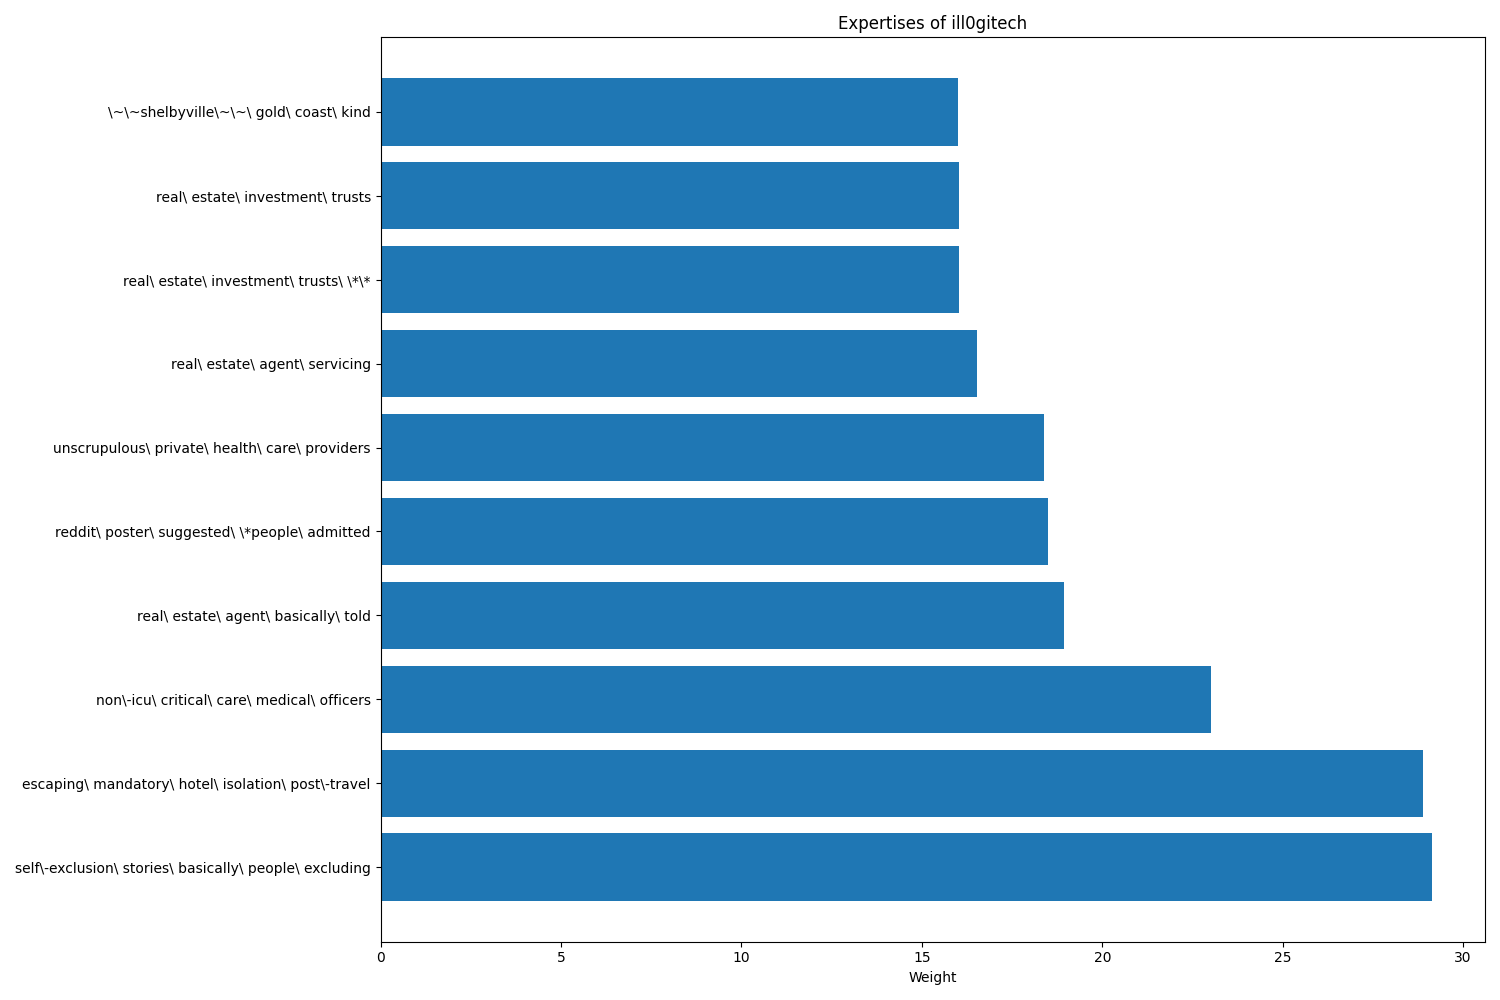 Expertises of ill0gitech
\~\~shelbyville\~\~\ gold\ coast\ kind
real\ estate\ investment\ trusts
real\ estate\ investment\ trusts\ \*\*
real\ estate\ agent\ servicing
unscrupulous\ private\ health\ care\ providers
reddit\ poster\ suggested\ \*people\ admitted
real\ estate\ agent\ basically\ told
non\-icu\ critical\ care\ medical\ officers
escaping\ mandatory\ hotel\ isolation\ post\-travel
self\-exclusion\ stories\ basically\ people\ excluding
0 5 10 15 20 25 30
Weight